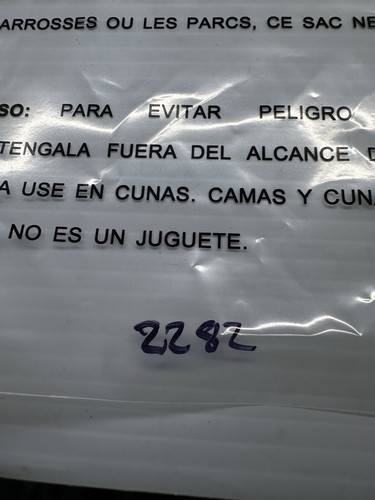 ARROSSES OU LES PARCS, CE SAC NE
SO: PARA EVITAR PELIGRO
TENGALA FUERA DEL ALCANCE D
A USE EN CUNAS. CAMAS Y CUN
NO ES UN JUGUETE.
2282